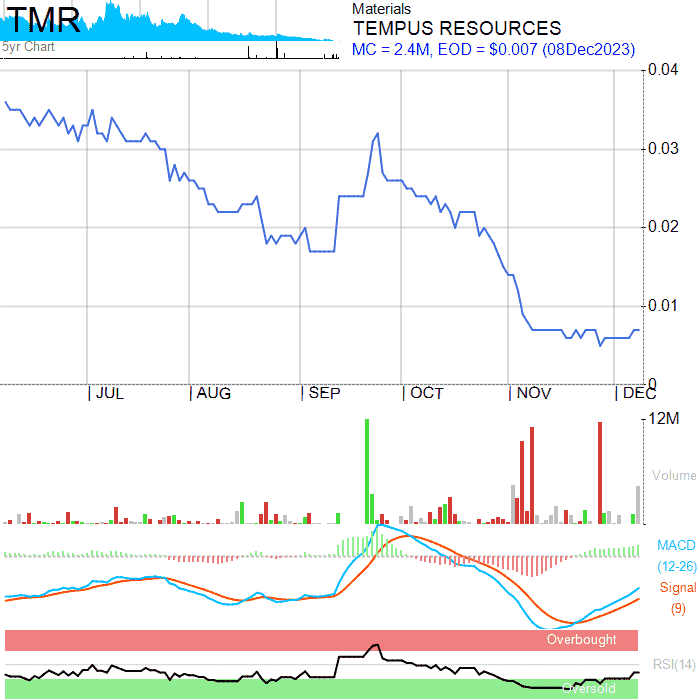 TMR
5yr Chart
Materials
TEMPUS RESOURCES
MC = 2.4M, EOD = $0.007 (08Dec2023)
0.04
0.03
0.02
0.01
0
JUL AUG SEP OCT NOV DEC
12M
Volume
MACD
(12-26)
Signal
(9)
Overbought
RSI(14)
Oversold